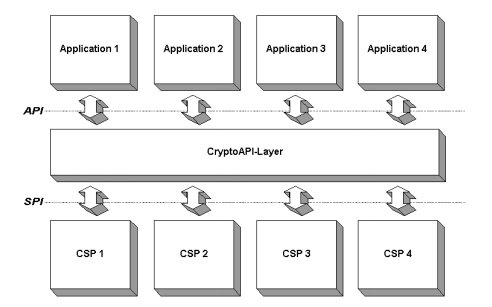 Application 1
Application 2
Application 3
Application 4
API
CryptoAPI-Layer
SPI
CSP 1
CSP 2
CSP 3
CSP 4